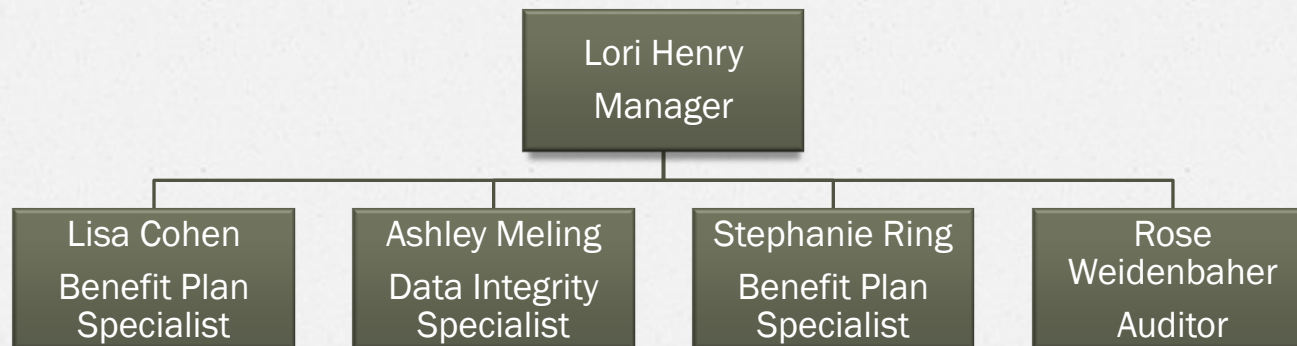 Lori Henry
Manager
Lisa Cohen
Benefit Plan
Specialist
Ashley Meling
Data Integrity
Specialist
Stephanie Ring
Benefit Plan
Specialist
Rose
Weidenbaher
Auditor